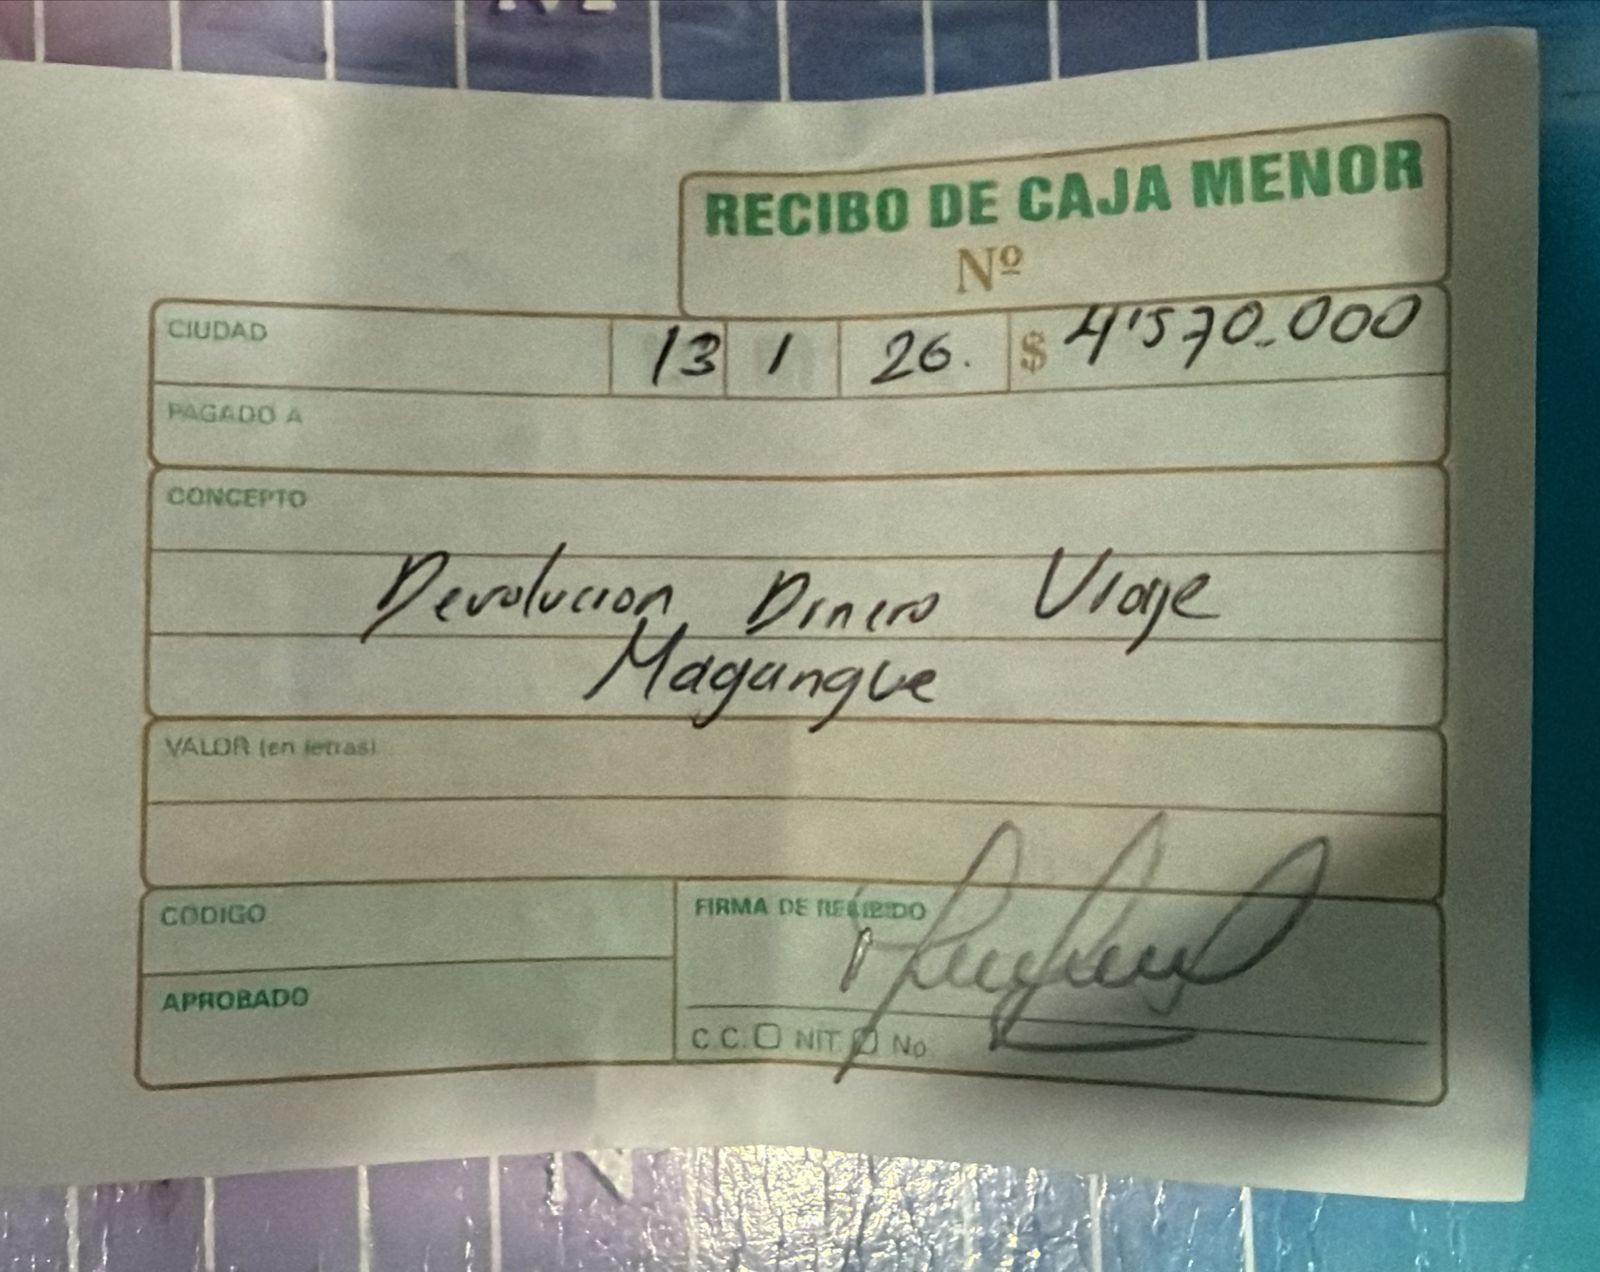 RECIBO DE CAJA MENOR
Nº
CIUDAD 13 1 26. $ 4'570.000
PAGADO A
CONCEPTO
Devolucion Dinero Viaje
Magangue
VALOR (en letras)
CODIGO
FIRMA DE RECIBIDO
APROBADO
C.C. NIT. No.